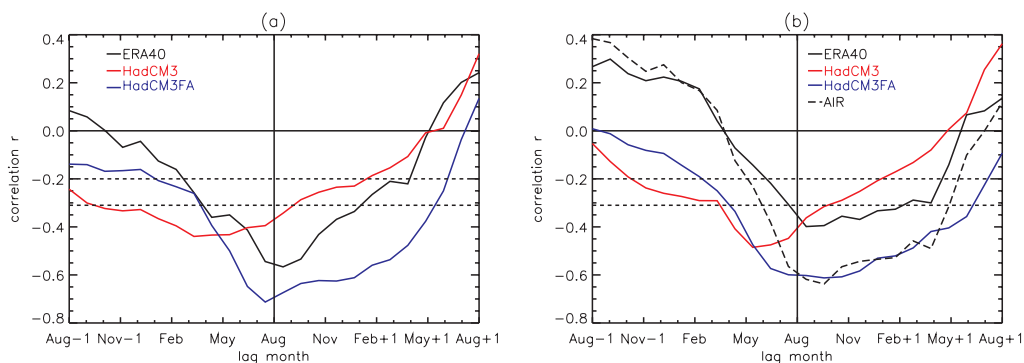 (a)
0.4
0.2
0.0
−0.2
−0.4
−0.6
−0.8
correlation r
ERA40
HadCM3
HadCM3FA
Aug−1 Nov−1 Feb May Aug Nov Feb+1 May+1 Aug+1
lag month
(b)
0.4
0.2
0.0
−0.2
−0.4
−0.6
−0.8
correlation r
ERA40
HadCM3
HadCM3FA
AIR
Aug−1 Nov−1 Feb May Aug Nov Feb+1 May+1 Aug+1
lag month